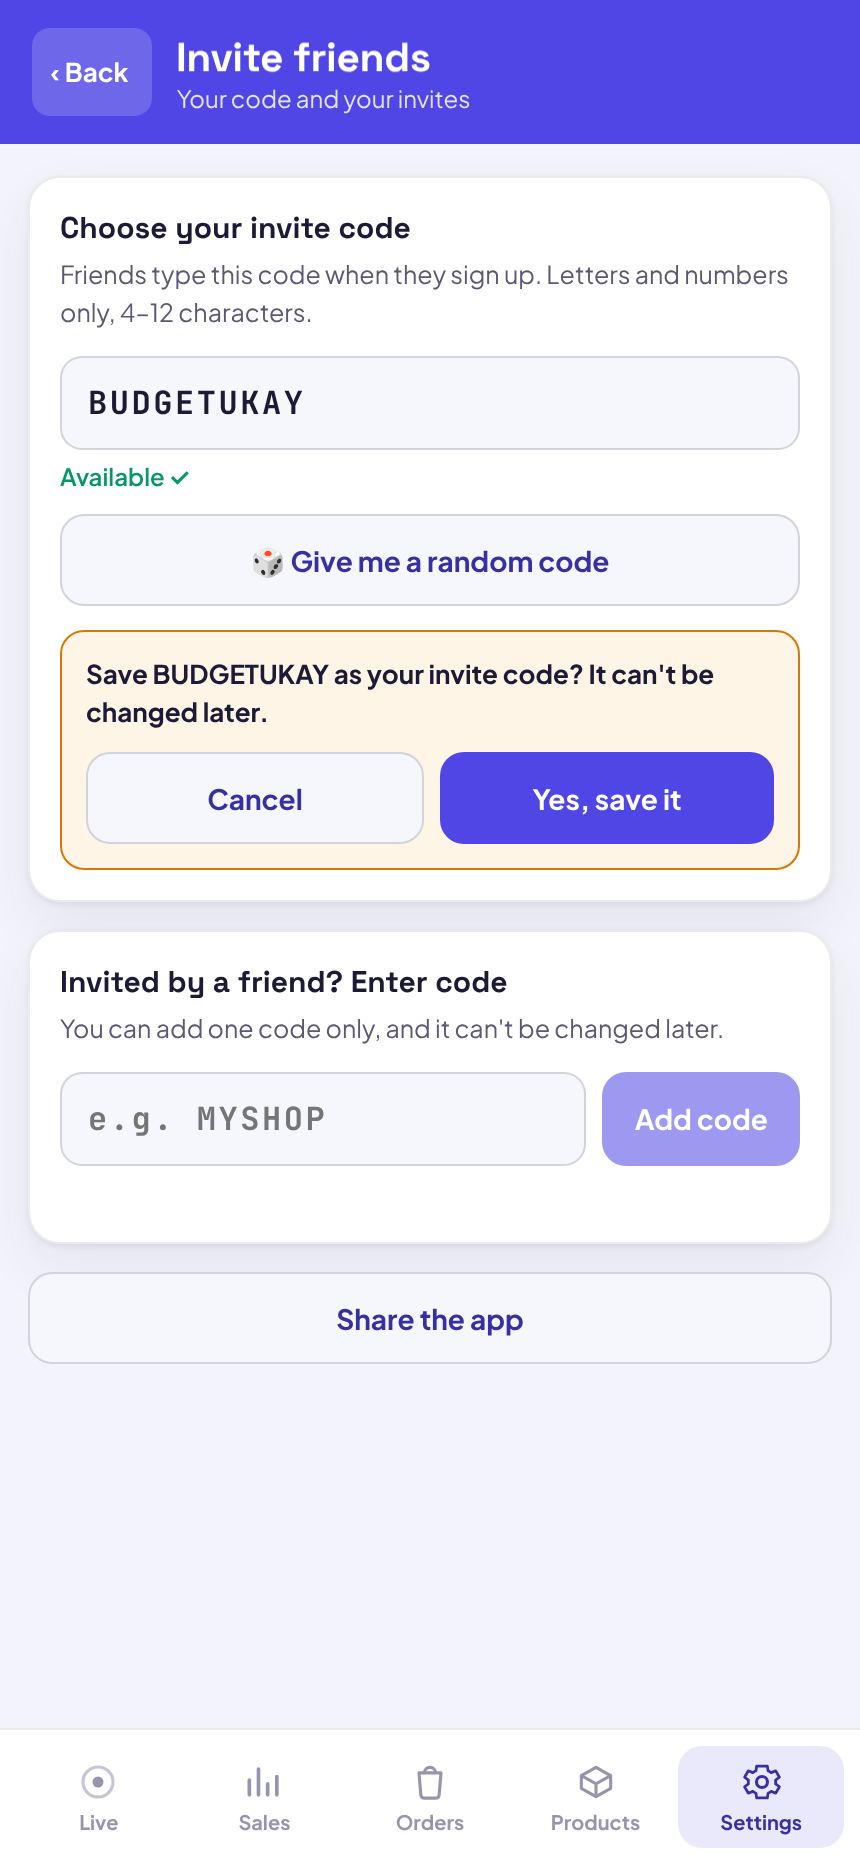 ‹ Back
Invite friends
Your code and your invites
Choose your invite code
Friends type this code when they sign up. Letters and numbers
only, 4–12 characters.
BUDGETUKAY
Available ✓
🎲 Give me a random code
Save BUDGETUKAY as your invite code? It can't be
changed later.
Cancel
Yes, save it
Invited by a friend? Enter code
You can add one code only, and it can't be changed later.
e.g. MYSHOP
Add code
Share the app
Live
Sales
Orders
Products
Settings